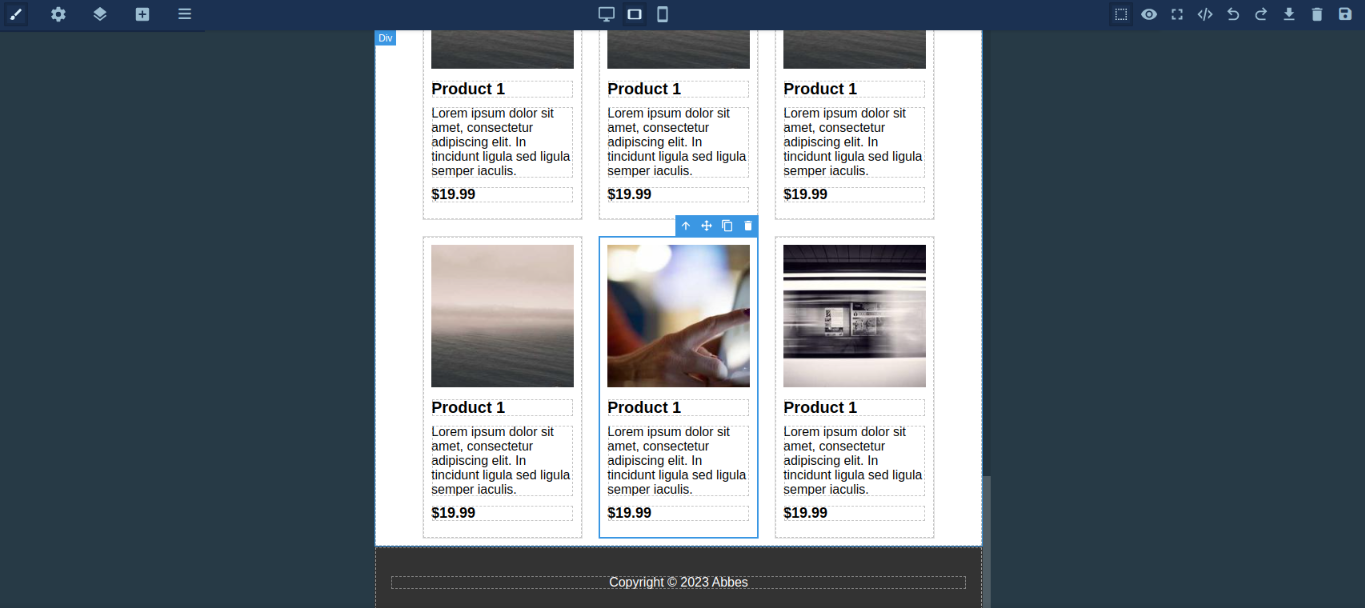 Div
Product 1
Product 1
Product 1
Lorem ipsum dolor sit
amet, consectetur
adipiscing elit. In
tincidunt ligula sed ligula
semper iaculis.
Lorem ipsum dolor sit
amet, consectetur
adipiscing elit. In
tincidunt ligula sed ligula
semper iaculis.
Lorem ipsum dolor sit
amet, consectetur
adipiscing elit. In
tincidunt ligula sed ligula
semper iaculis.
$19.99
$19.99
$19.99
Product 1
Product 1
Product 1
Lorem ipsum dolor sit
amet, consectetur
adipiscing elit. In
tincidunt ligula sed ligula
semper iaculis.
Lorem ipsum dolor sit
amet, consectetur
adipiscing elit. In
tincidunt ligula sed ligula
semper iaculis.
Lorem ipsum dolor sit
amet, consectetur
adipiscing elit. In
tincidunt ligula sed ligula
semper iaculis.
$19.99
$19.99
$19.99
Copyright © 2023 Abbes